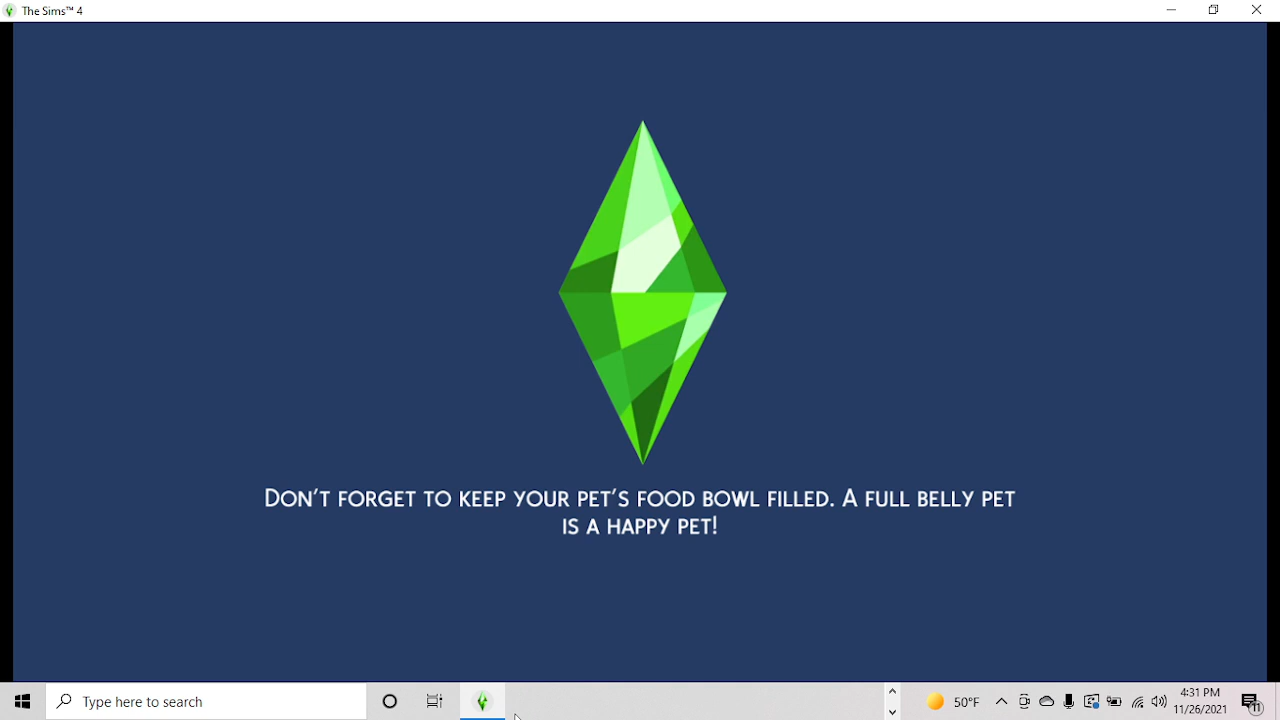 The Sims™ 4
DON'T FORGET TO KEEP YOUR PET'S FOOD BOWL FILLED. A FULL BELLY PET
IS A HAPPY PET!
Type here to search
50°F
4:31 PM
11/26/2021
11